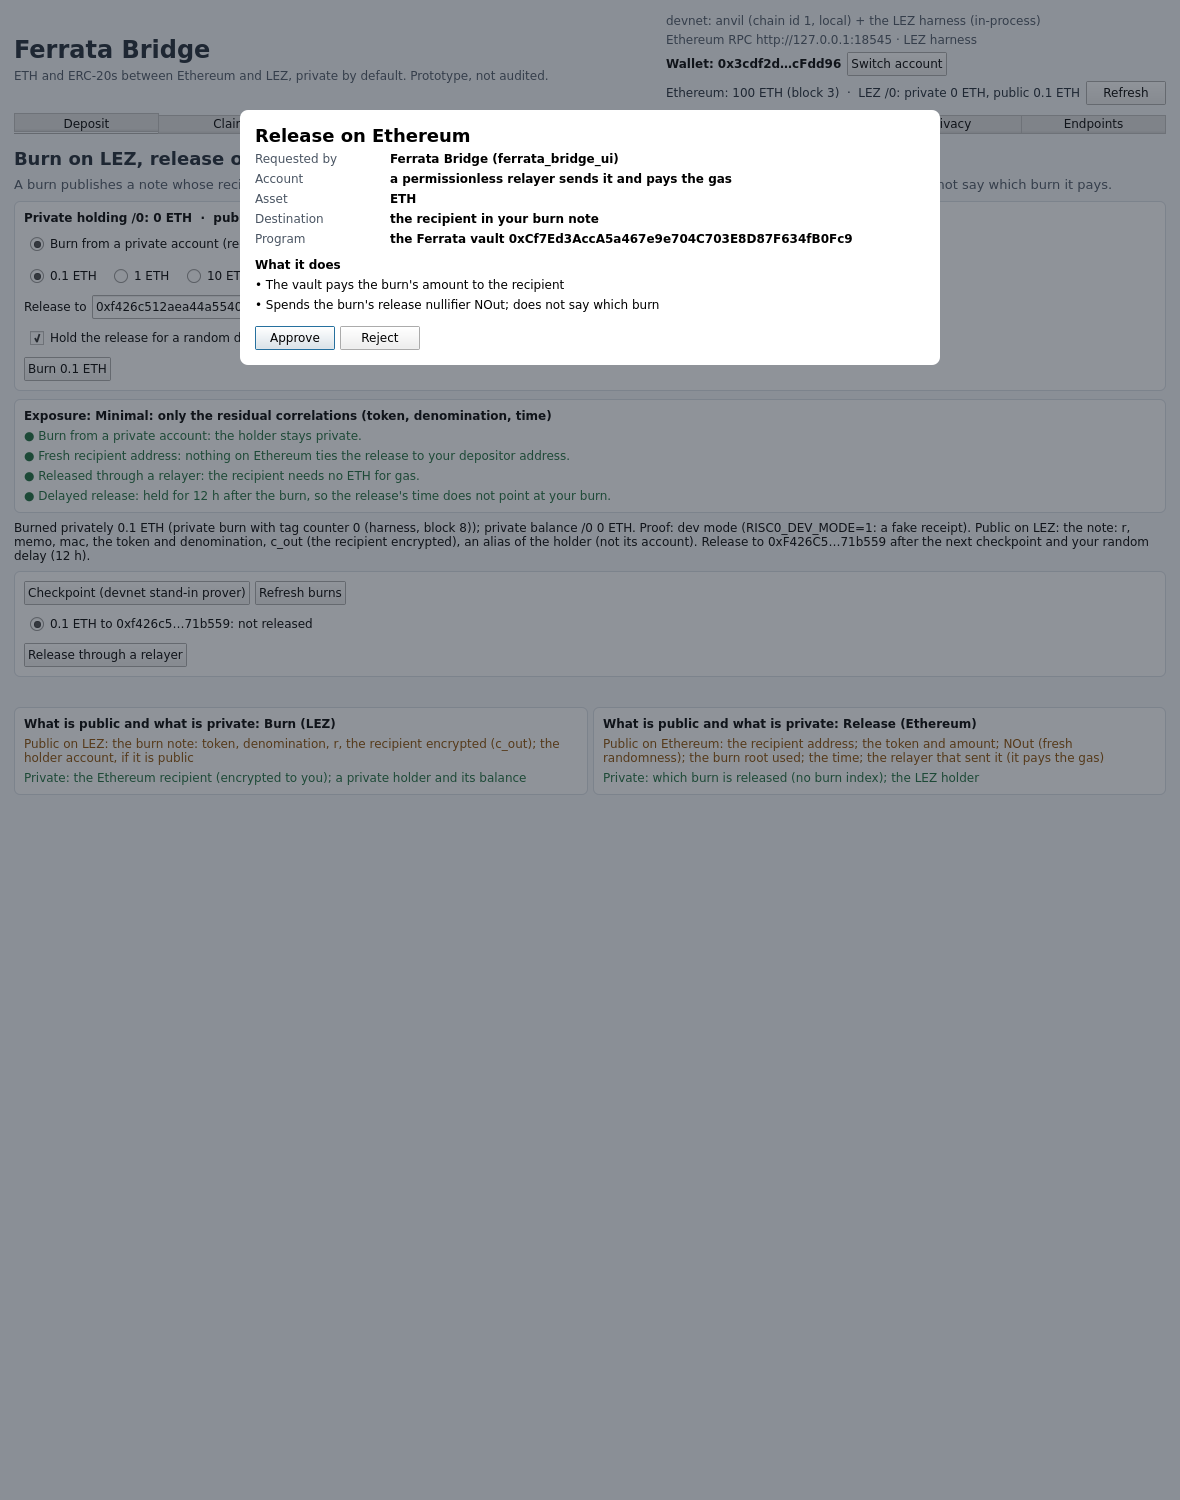 Ferrata Bridge
ETH and ERC-20s between Ethereum and LEZ, private by default. Prototype, not audited.
devnet: anvil (chain id 1, local) + the LEZ harness (in-process)
Ethereum RPC http://127.0.0.1:18545 · LEZ harness
Wallet: 0x3cdf2d…cFdd96 Switch account
Ethereum: 100 ETH (block 3) · LEZ /0: private 0 ETH, public 0.1 ETH Refresh
Deposit Endpoints
Burn on LEZ, release
A burn publishes a note whose not say which burn it pays.
Release on Ethereum
Requested by Ferrata Bridge (ferrata_bridge_ui)
Account a permissionless relayer sends it and pays the gas
Asset ETH
Destination the recipient in your burn note
Program the Ferrata vault 0xCf7Ed3AccA5a467e9e704C703E8D87F634fB0Fc9
What it does
• The vault pays the burn's amount to the recipient
• Spends the burn's release nullifier NOut; does not say which burn
Approve Reject
Private holding /0: 0 ETH ·
Burn from a private account
0.1 ETH 1 ETH 10
Release to 0xf426c512aea44a5540
Hold the release for a random
Burn 0.1 ETH
Exposure: Minimal: only the residual correlations (token, denomination, time)
● Burn from a private account: the holder stays private.
● Fresh recipient address: nothing on Ethereum ties the release to your depositor address.
● Released through a relayer: the recipient needs no ETH for gas.
● Delayed release: held for 12 h after the burn, so the release's time does not point at your burn.
Burned privately 0.1 ETH (private burn with tag counter 0 (harness, block 8)); private balance /0 0 ETH. Proof: dev mode (RISC0_DEV_MODE=1: a fake receipt). Public on LEZ: the note: r,
memo, mac, the token and denomination, c_out (the recipient encrypted), an alias of the holder (not its account). Release to 0xF426C5…71b559 after the next checkpoint and your random
delay (12 h).
Checkpoint (devnet stand-in prover) Refresh burns
0.1 ETH to 0xf426c5…71b559: not released
Release through a relayer
What is public and what is private: Burn (LEZ)
Public on LEZ: the burn note: token, denomination, r, the recipient encrypted (c_out); the
holder account, if it is public
Private: the Ethereum recipient (encrypted to you); a private holder and its balance
What is public and what is private: Release (Ethereum)
Public on Ethereum: the recipient address; the token and amount; NOut (fresh
randomness); the burn root used; the time; the relayer that sent it (it pays the gas)
Private: which burn is released (no burn index); the LEZ holder